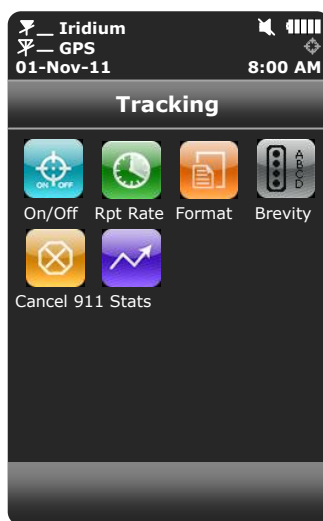 Iridium
GPS
01-Nov-11 8:00 AM
Tracking
ON OFF
A
B
C
D
On/Off Rpt Rate Format Brevity
Cancel 911 Stats